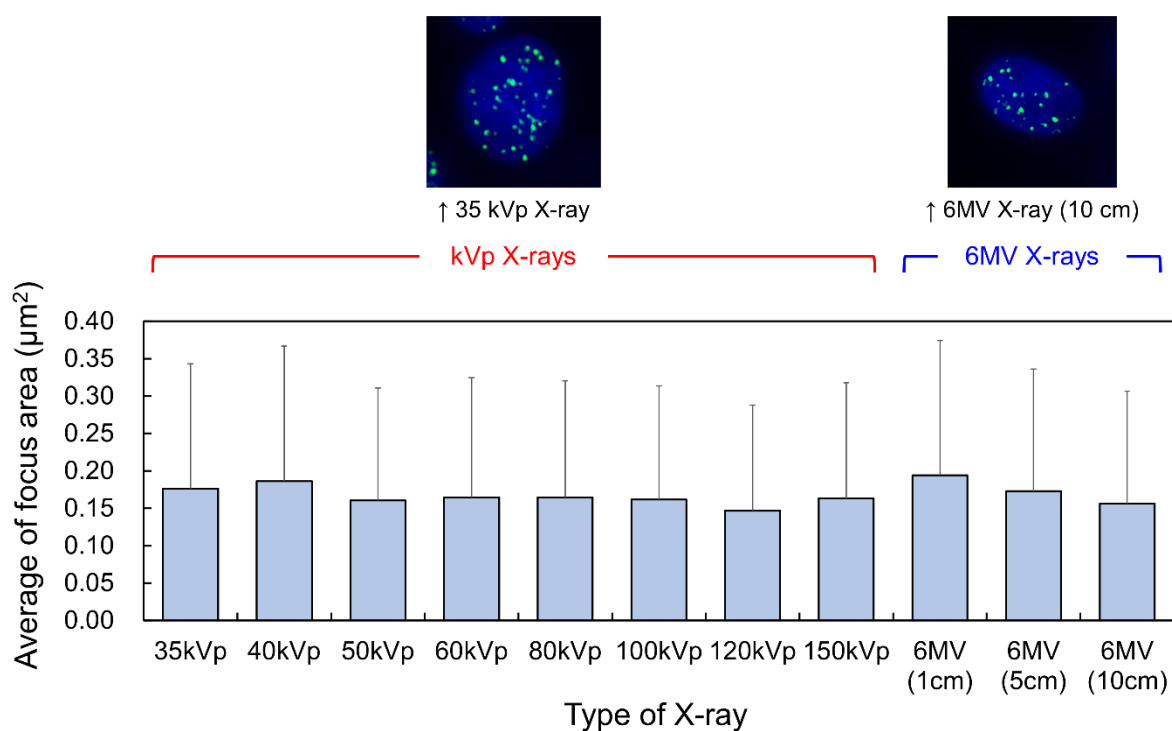 ↑ 35 kVp X-ray
↑ 6MV X-ray (10 cm)
kVp X-rays
6MV X-rays
Average of focus area (μm²)
0.40
0.35
0.30
0.25
0.20
0.15
0.10
0.05
0.00
35kVp
40kVp
50kVp
60kVp
80kVp
100kVp
120kVp
150kVp
6MV
(1cm)
6MV
(5cm)
6MV
(10cm)
Type of X-ray